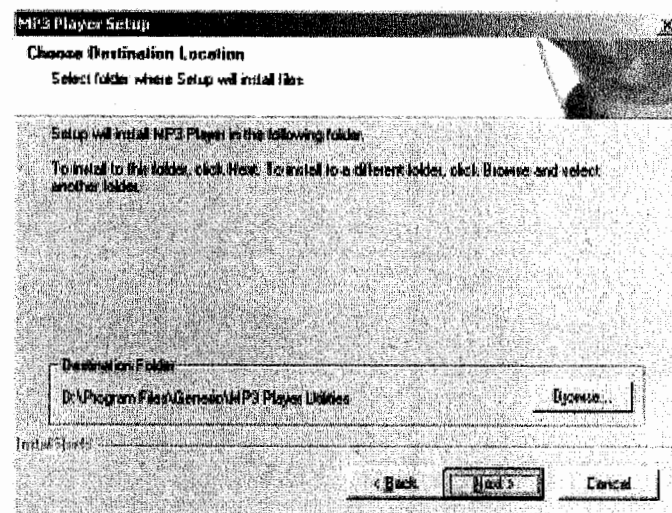 MP3 Player Setup
Choose Destination Location
Select folder where Setup will install files
Setup will install MP3 Player in the following folder.
To install to this folder, click Next. To install to a different folder, click Browse and select
another folder.
Destination Folder
D:\Program Files\Generic\MP3 Player Utilities
Browse...
InstallShield
< Back
Next >
Cancel